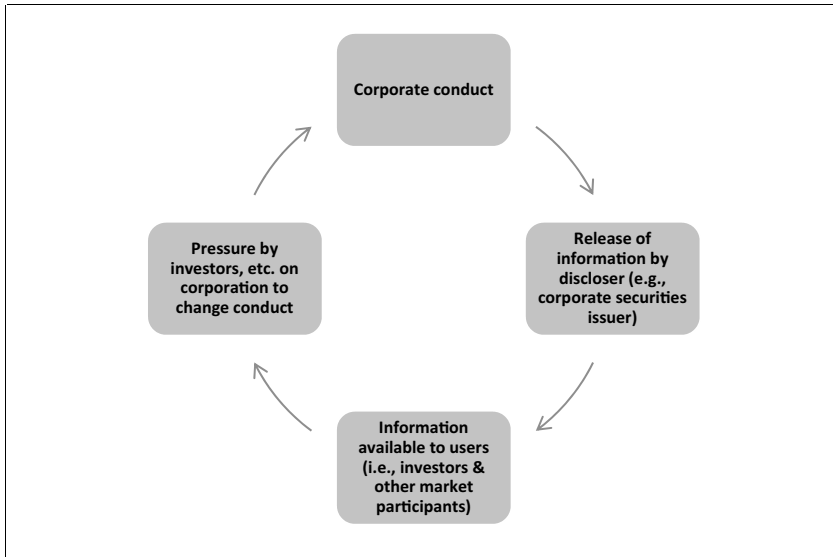 Corporate conduct
Release of
information by
discloser (e.g.,
corporate securities
issuer)
Information
available to users
(i.e., investors &
other market
participants)
Pressure by
investors, etc. on
corporation to
change conduct